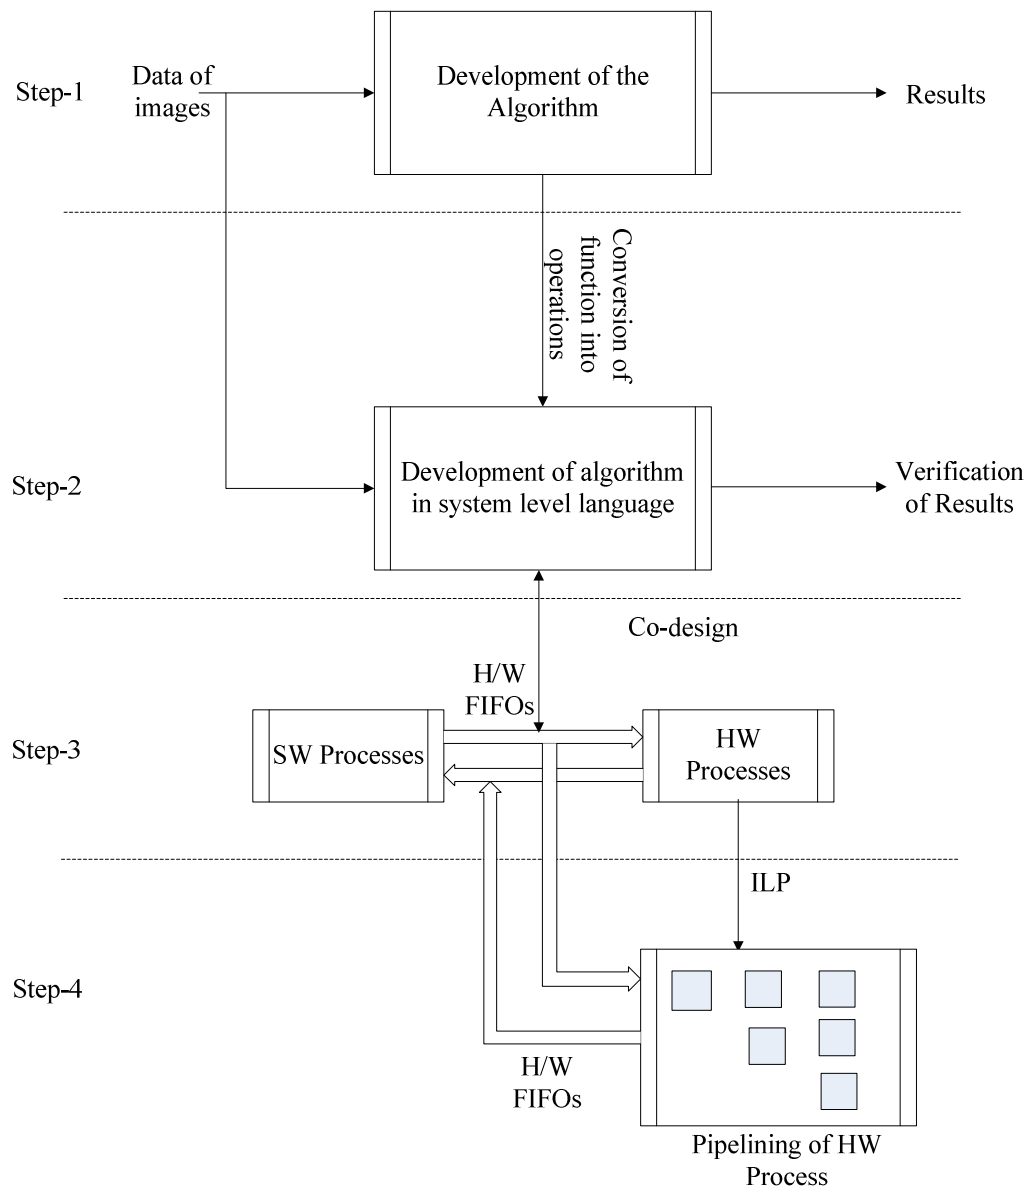 Step-1
Data of
images
Development of the
Algorithm
Results
Conversion of
function into
operations
Step-2
Development of algorithm
in system level language
Verification
of Results
Co-design
H/W
FIFOs
Step-3
SW Processes
HW
Processes
ILP
Step-4
H/W
FIFOs
Pipelining of HW
Process